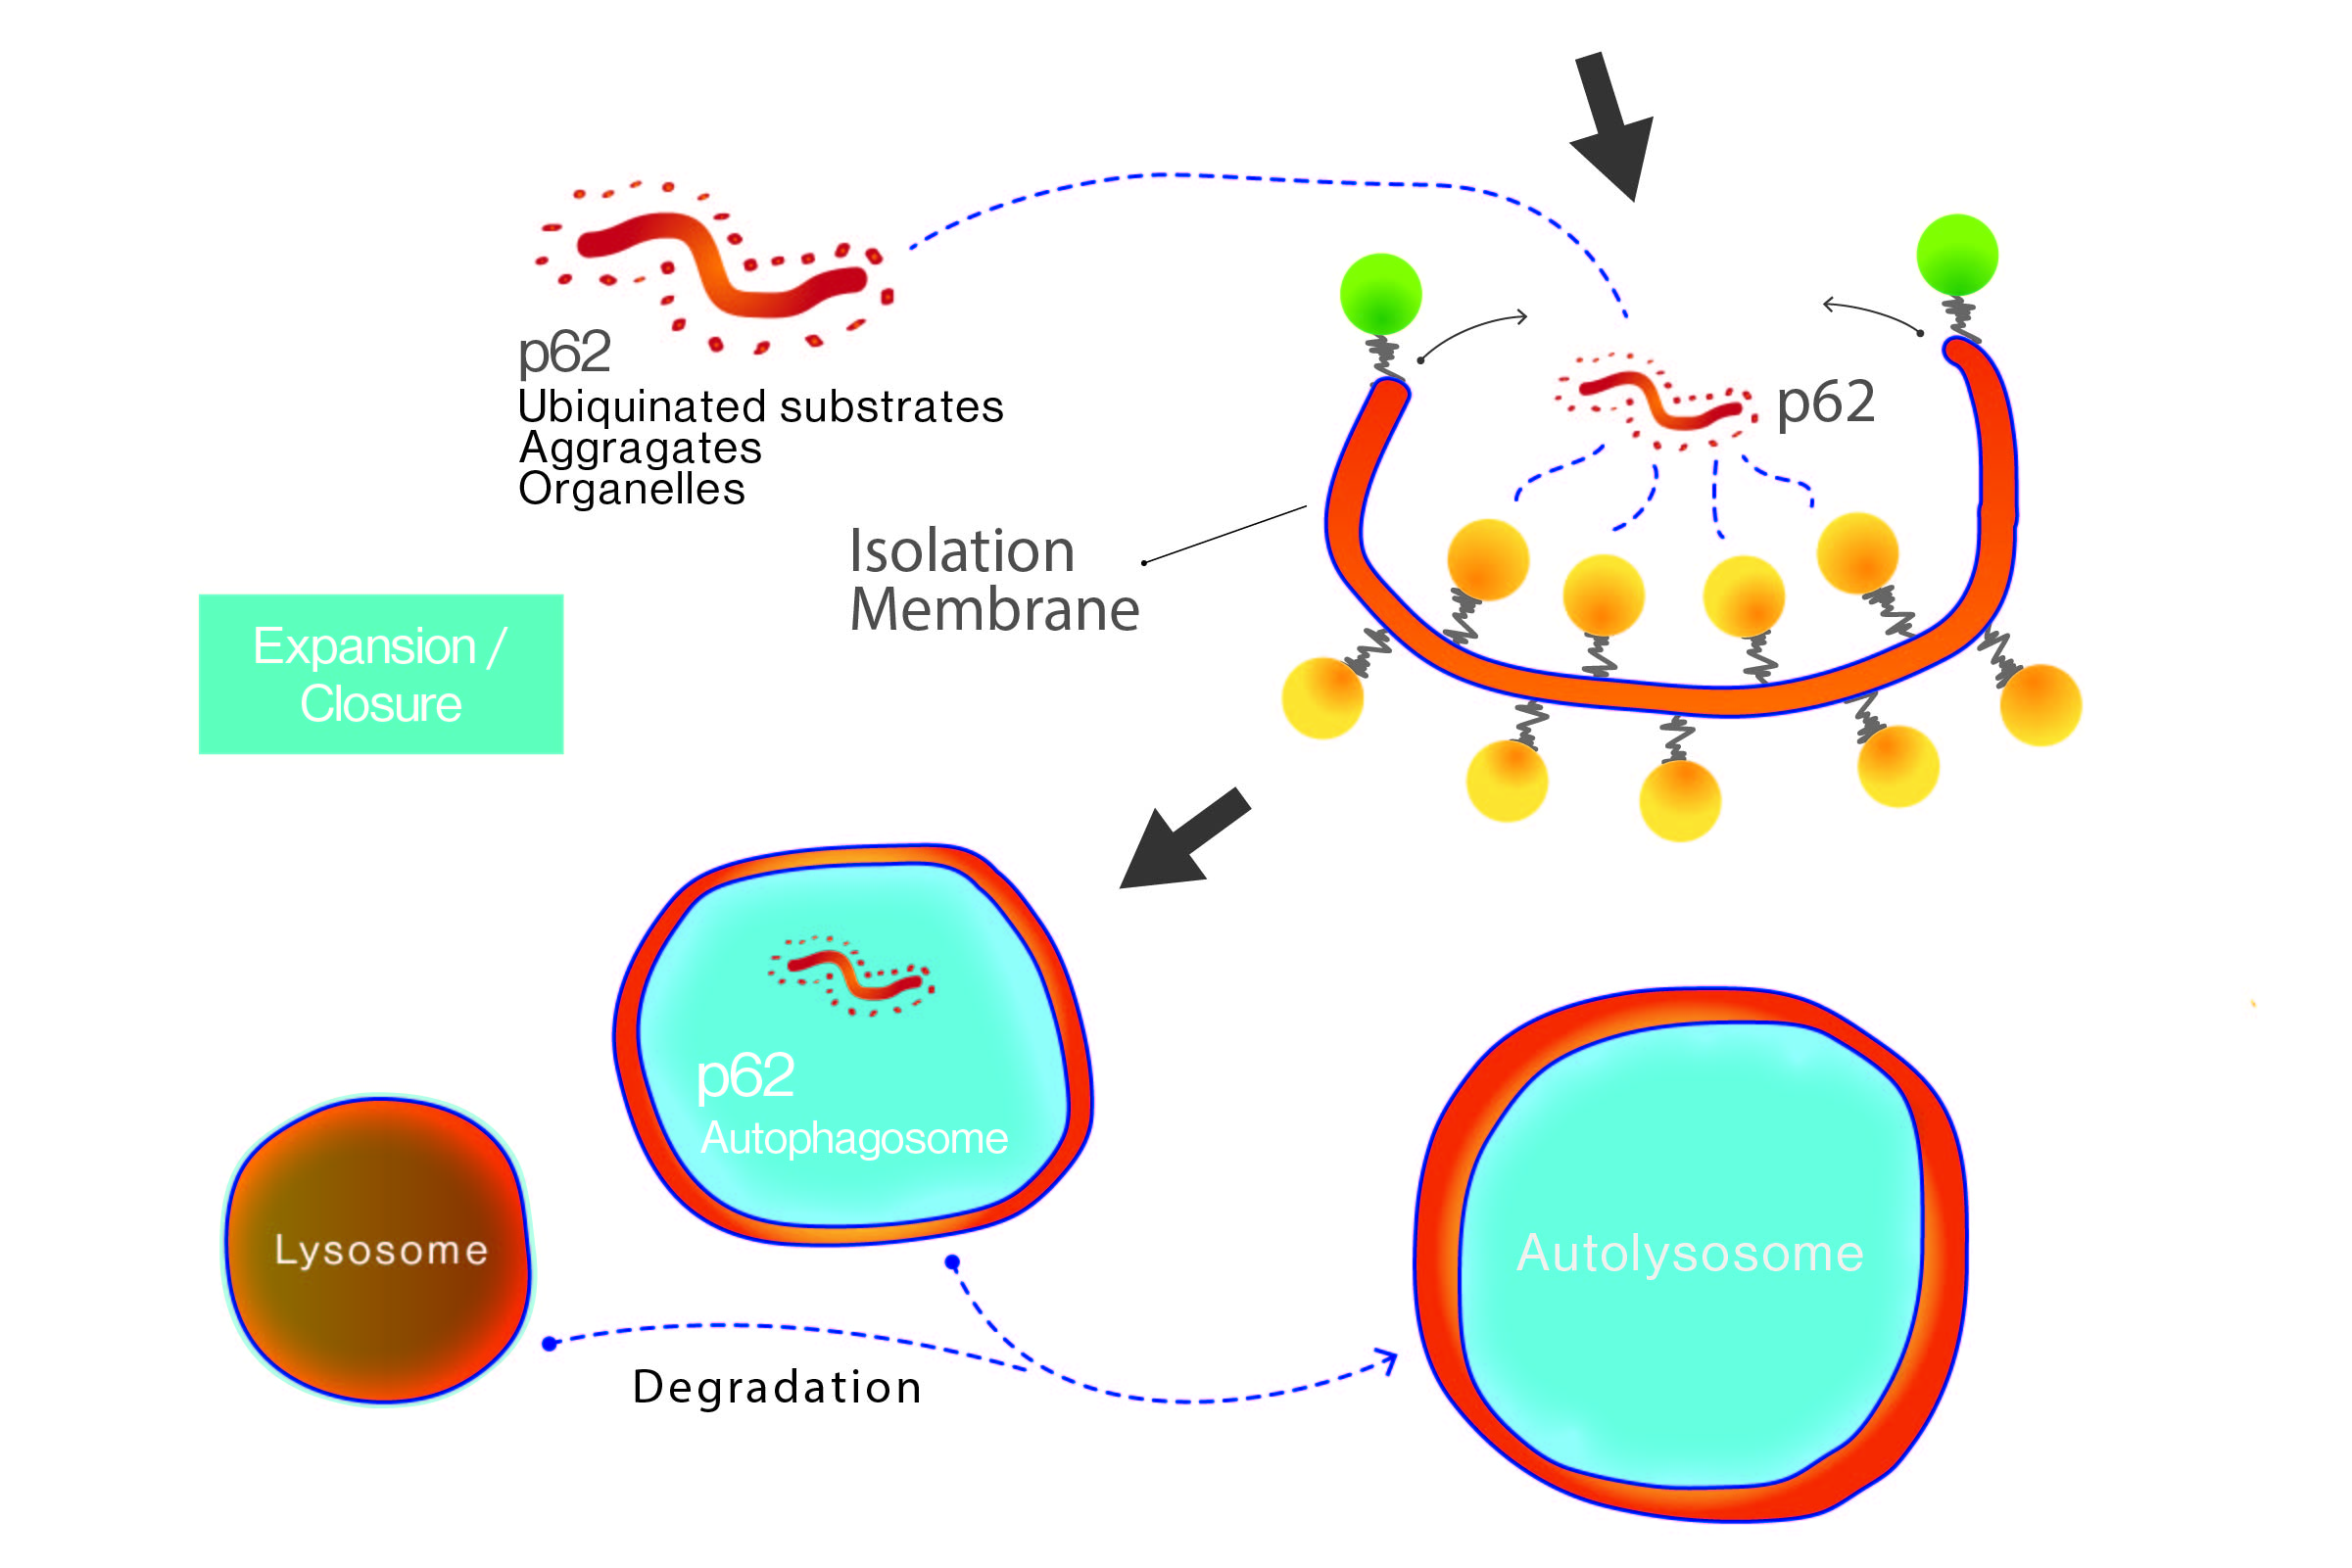 p62
Ubiquinated substrates
Aggragates
Organelles
p62
Isolation
Membrane
Expansion /
Closure
p62
Autophagosome
Lysosome
Autolysosome
Degradation